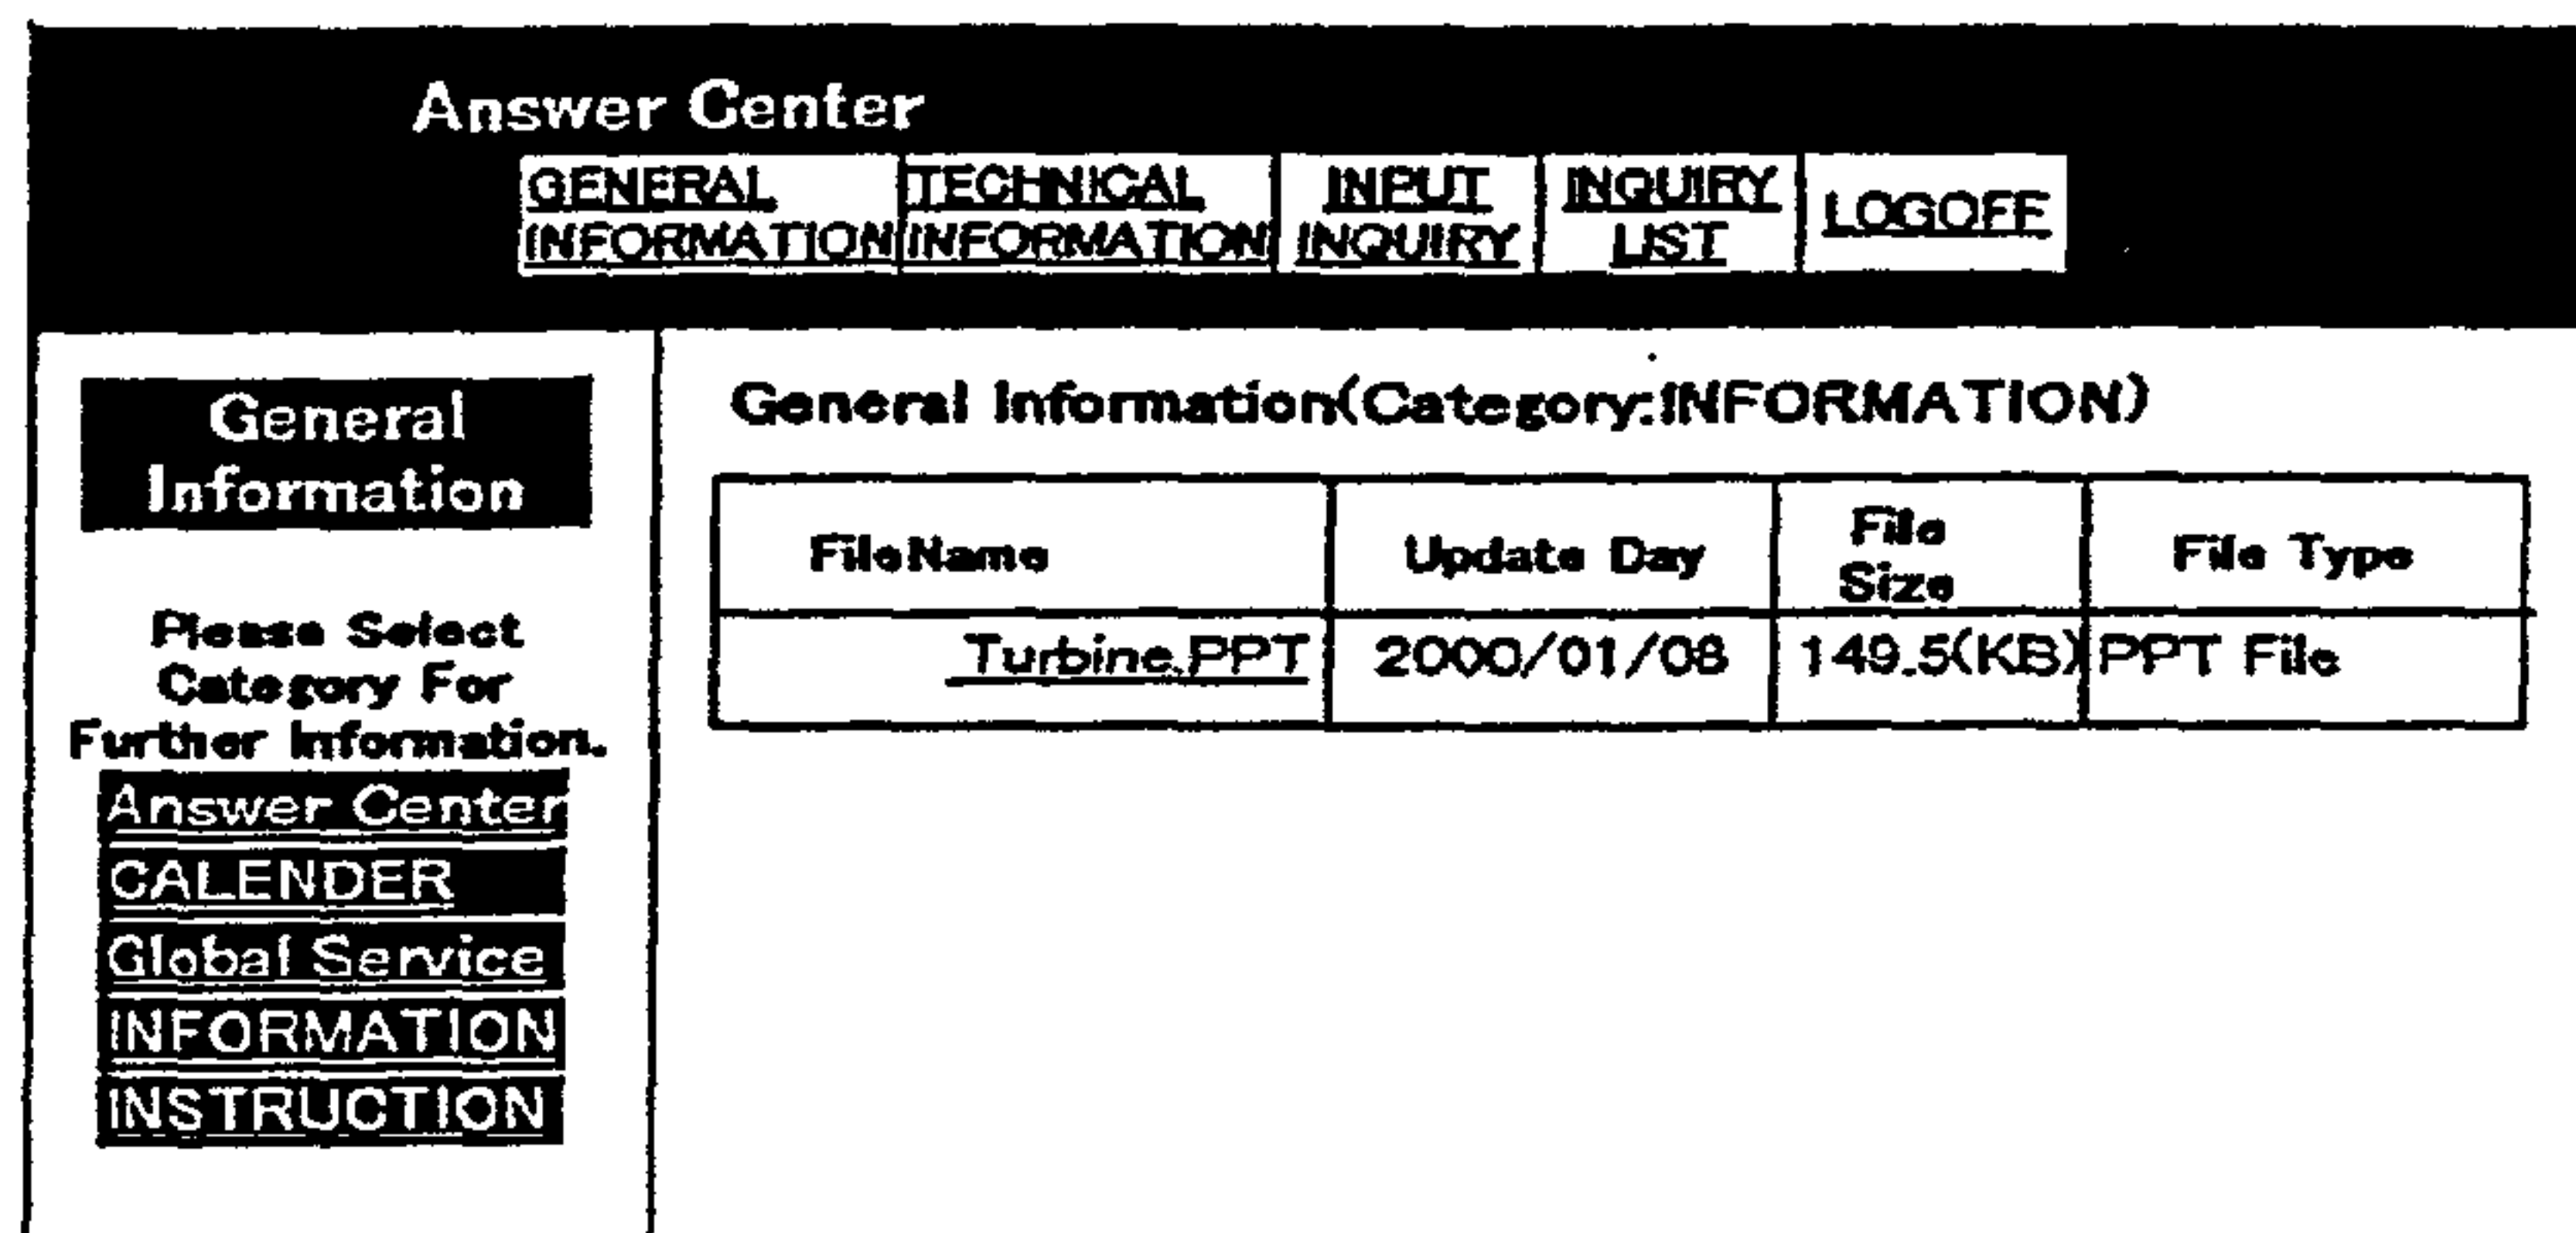 Answer Center
GENERAL INFORMATION
TECHNICAL INFORMATION
INPUT INQUIRY
INQUIRY LIST
LOGOFF
General
Information
Please Select
Category For
Further Information.
Answer Center
CALENDER
Global Service
INFORMATION
INSTRUCTION
General Information(Category:INFORMATION)
FileName Update Day File Size File Type
Turbine.PPT 2000/01/08 149.5(KB) PPT File